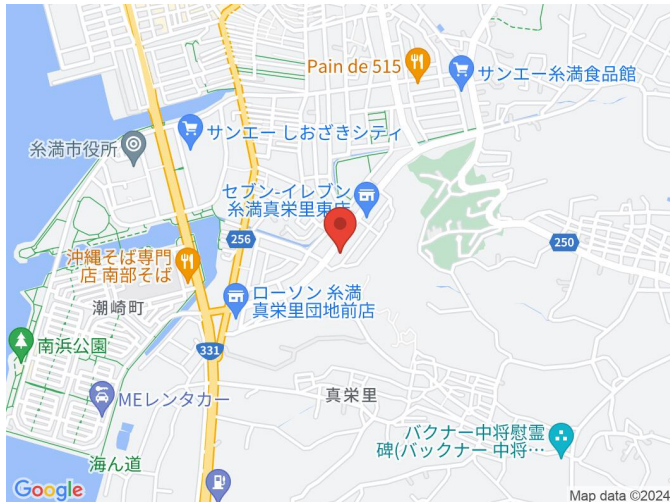 Pain de 515
サンエー糸満食品館
サンエー しおざきシティ
糸満市役所
セブン-イレブン
糸満真栄里東店
256
250
沖縄そば専門
店 南部そば
ローソン 糸満
真栄里団地前店
潮崎町
331
南浜公園
真栄里
MEレンタカー
バクナー中将慰霊
碑(バックナー 中将…
海ん道
Google
Map data ©2024